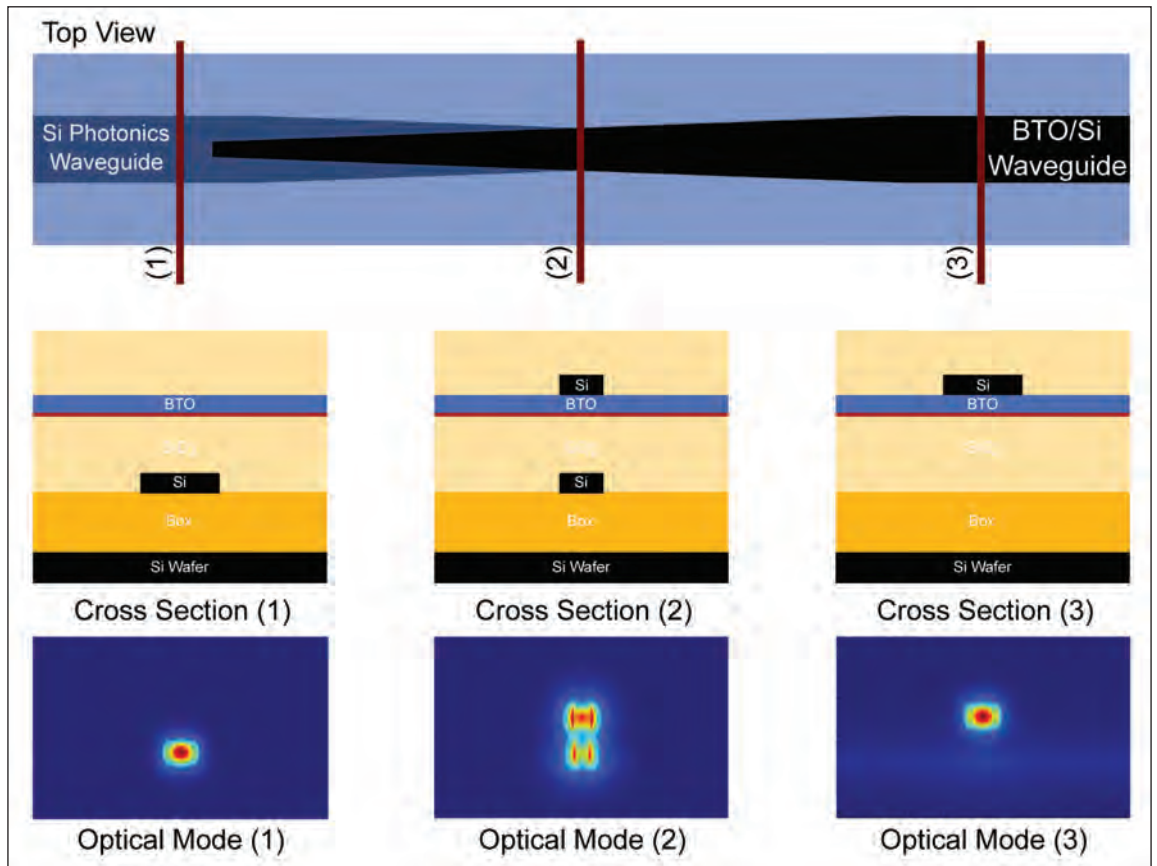 Top View
Si Photonics
Waveguide
BTO/Si
Waveguide
(1)
(2)
(3)
BTO
Si
Box
Si Wafer
Si
BTO
Si
Box
Si Wafer
Si
BTO
Box
Si Wafer
Cross Section (1)
Cross Section (2)
Cross Section (3)
Optical Mode (1)
Optical Mode (2)
Optical Mode (3)